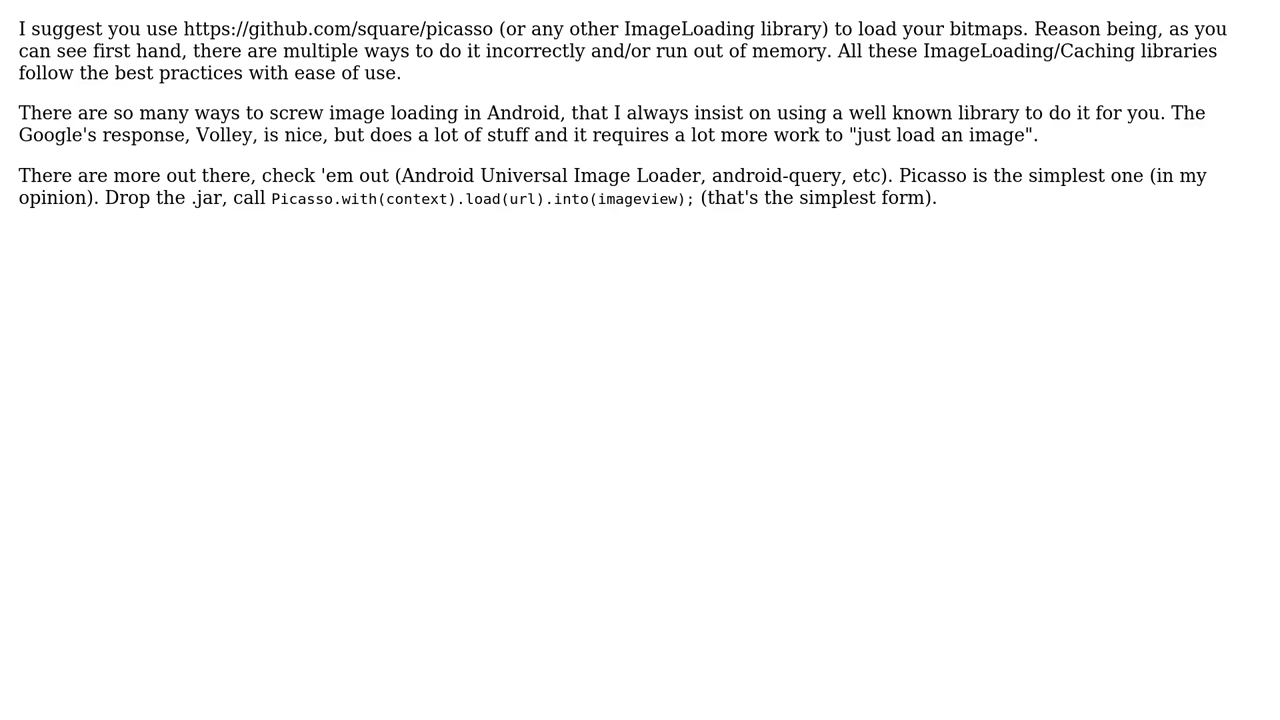 I suggest you use https://github.com/square/picasso (or any other ImageLoading library) to load your bitmaps. Reason being, as you
can see first hand, there are multiple ways to do it incorrectly and/or run out of memory. All these ImageLoading/Caching libraries
follow the best practices with ease of use.
There are so many ways to screw image loading in Android, that I always insist on using a well known library to do it for you. The
Google's response, Volley, is nice, but does a lot of stuff and it requires a lot more work to "just load an image".
There are more out there, check 'em out (Android Universal Image Loader, android-query, etc). Picasso is the simplest one (in my
opinion). Drop the .jar, call Picasso.with(context).load(url).into(imageview); (that's the simplest form).